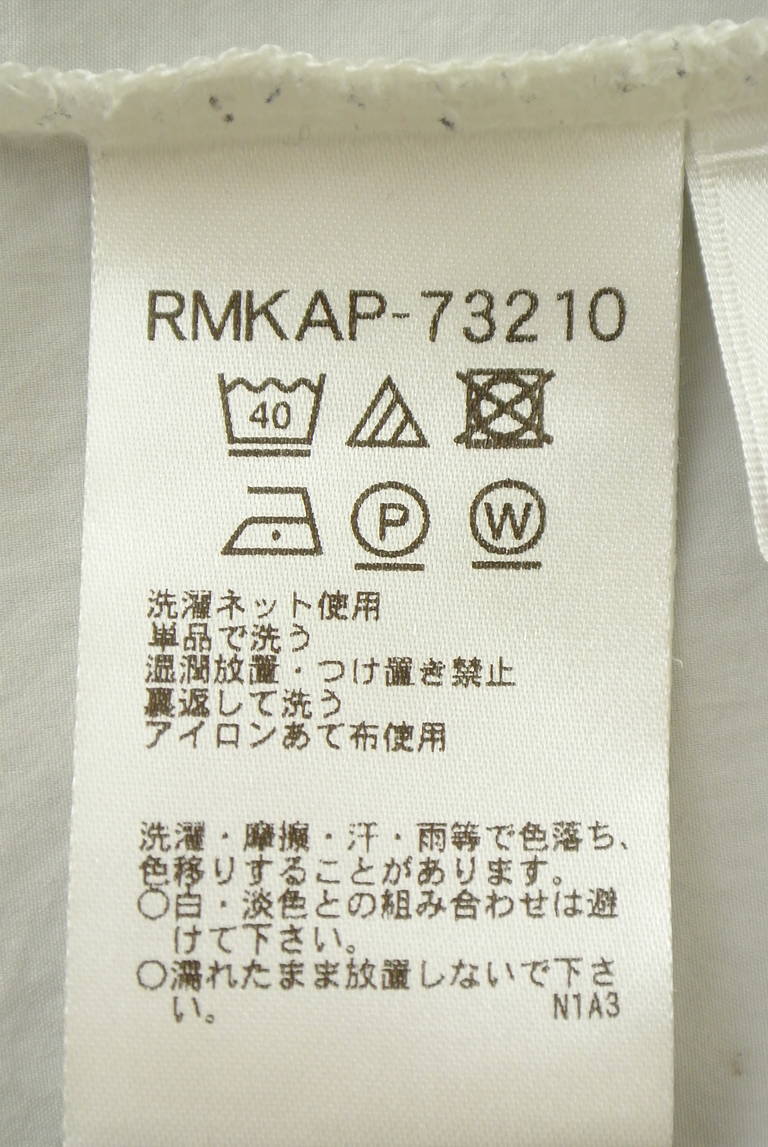 RMKAP-73210
40
P W
洗濯ネット使用
単品で洗う
湿潤放置・つけ置き禁止
裏返して洗う
アイロンあて布使用
洗濯・摩擦・汗・雨等で色落ち、
色移りすることがあります。
○白・淡色との組み合わせは避
けて下さい。
○濡れたまま放置しないで下さ
い。 N1A3